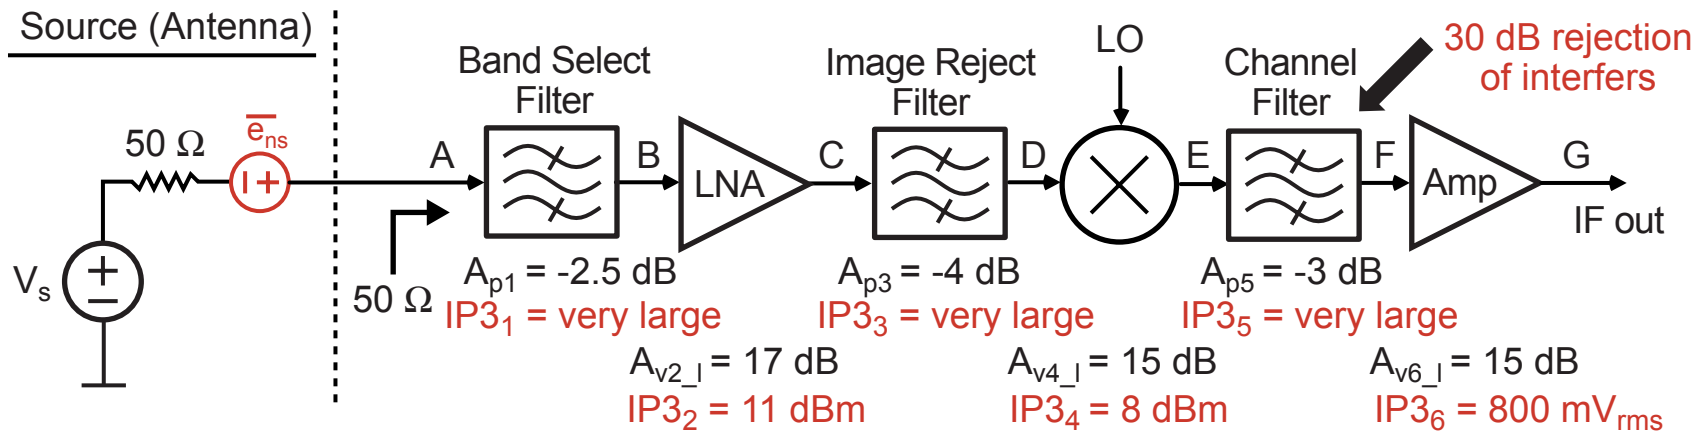 Source (Antenna)
50 Ω
e̅ns
Vs
A
50 Ω
Band Select
Filter
Ap1 = -2.5 dB
IP31 = very large
B
LNA
Av2_l = 17 dB
IP32 = 11 dBm
C
Image Reject
Filter
Ap3 = -4 dB
IP33 = very large
D
LO
Av4_l = 15 dB
IP34 = 8 dBm
E
Channel
Filter
30 dB rejection
of interfers
Ap5 = -3 dB
IP35 = very large
F
Amp
Av6_l = 15 dB
IP36 = 800 mVrms
G
IF out